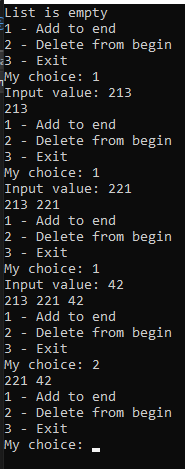 List is empty
1 - Add to end
2 - Delete from begin
3 - Exit
My choice: 1
Input value: 213
213
1 - Add to end
2 - Delete from begin
3 - Exit
My choice: 1
Input value: 221
213 221
1 - Add to end
2 - Delete from begin
3 - Exit
My choice: 1
Input value: 42
213 221 42
1 - Add to end
2 - Delete from begin
3 - Exit
My choice: 2
221 42
1 - Add to end
2 - Delete from begin
3 - Exit
My choice: